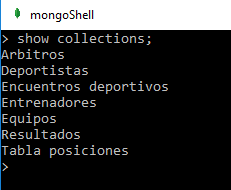 mongoShell
> show collections;
Arbitros
Deportistas
Encuentros deportivos
Entrenadores
Equipos
Resultados
Tabla posiciones
>